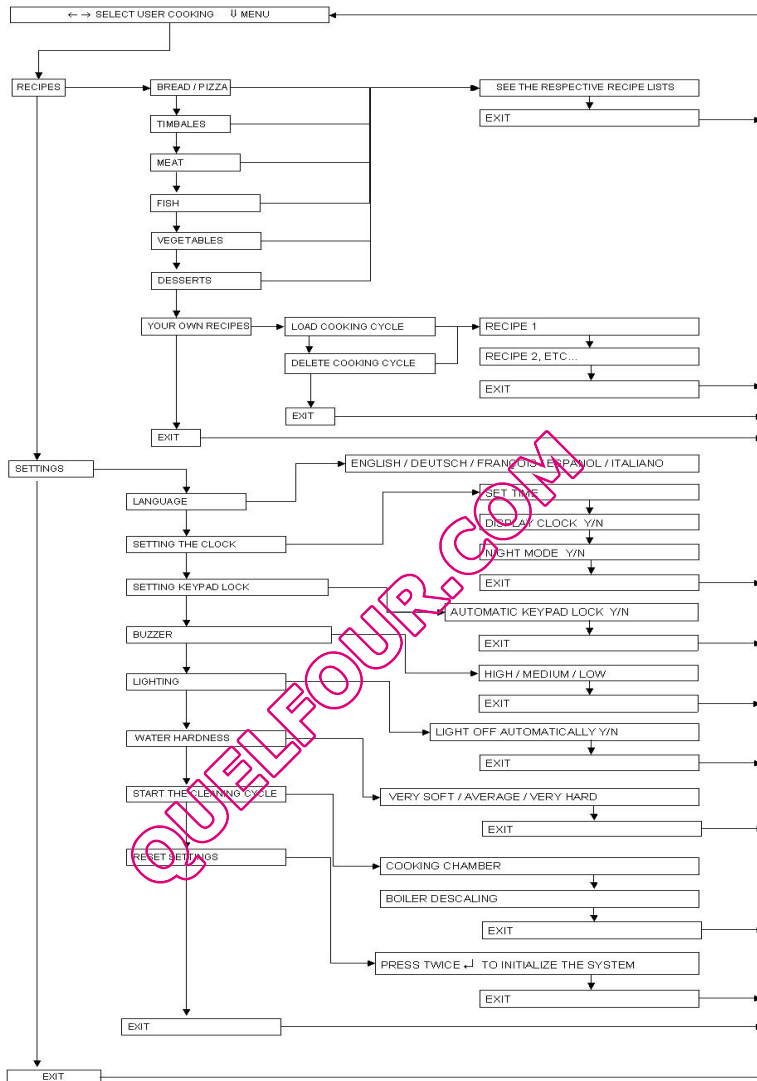 ← → SELECT USER COOKING ⇓ MENU
RECIPES
BREAD / PIZZA
SEE THE RESPECTIVE RECIPE LISTS
EXIT
TIMBALES
MEAT
FISH
VEGETABLES
DESSERTS
YOUR OWN RECIPES
LOAD COOKING CYCLE
RECIPE 1
DELETE COOKING CYCLE
RECIPE 2, ETC...
EXIT
EXIT
EXIT
SETTINGS
ENGLISH / DEUTSCH / FRANÇOIS / ESPANOL / ITALIANO
LANGUAGE
SET TIME
DISPLAY CLOCK Y/N
SETTING THE CLOCK
NIGHT MODE Y/N
EXIT
SETTING KEYPAD LOCK
AUTOMATIC KEYPAD LOCK Y/N
EXIT
BUZZER
HIGH / MEDIUM / LOW
EXIT
LIGHTING
LIGHT OFF AUTOMATICALLY Y/N
EXIT
WATER HARDNESS
VERY SOFT / AVERAGE / VERY HARD
EXIT
START THE CLEANING CYCLE
COOKING CHAMBER
BOILER DESCALING
EXIT
RESET SETTINGS
PRESS TWICE ↵ TO INITIALIZE THE SYSTEM
EXIT
EXIT
EXIT
QUELFOUR.COM